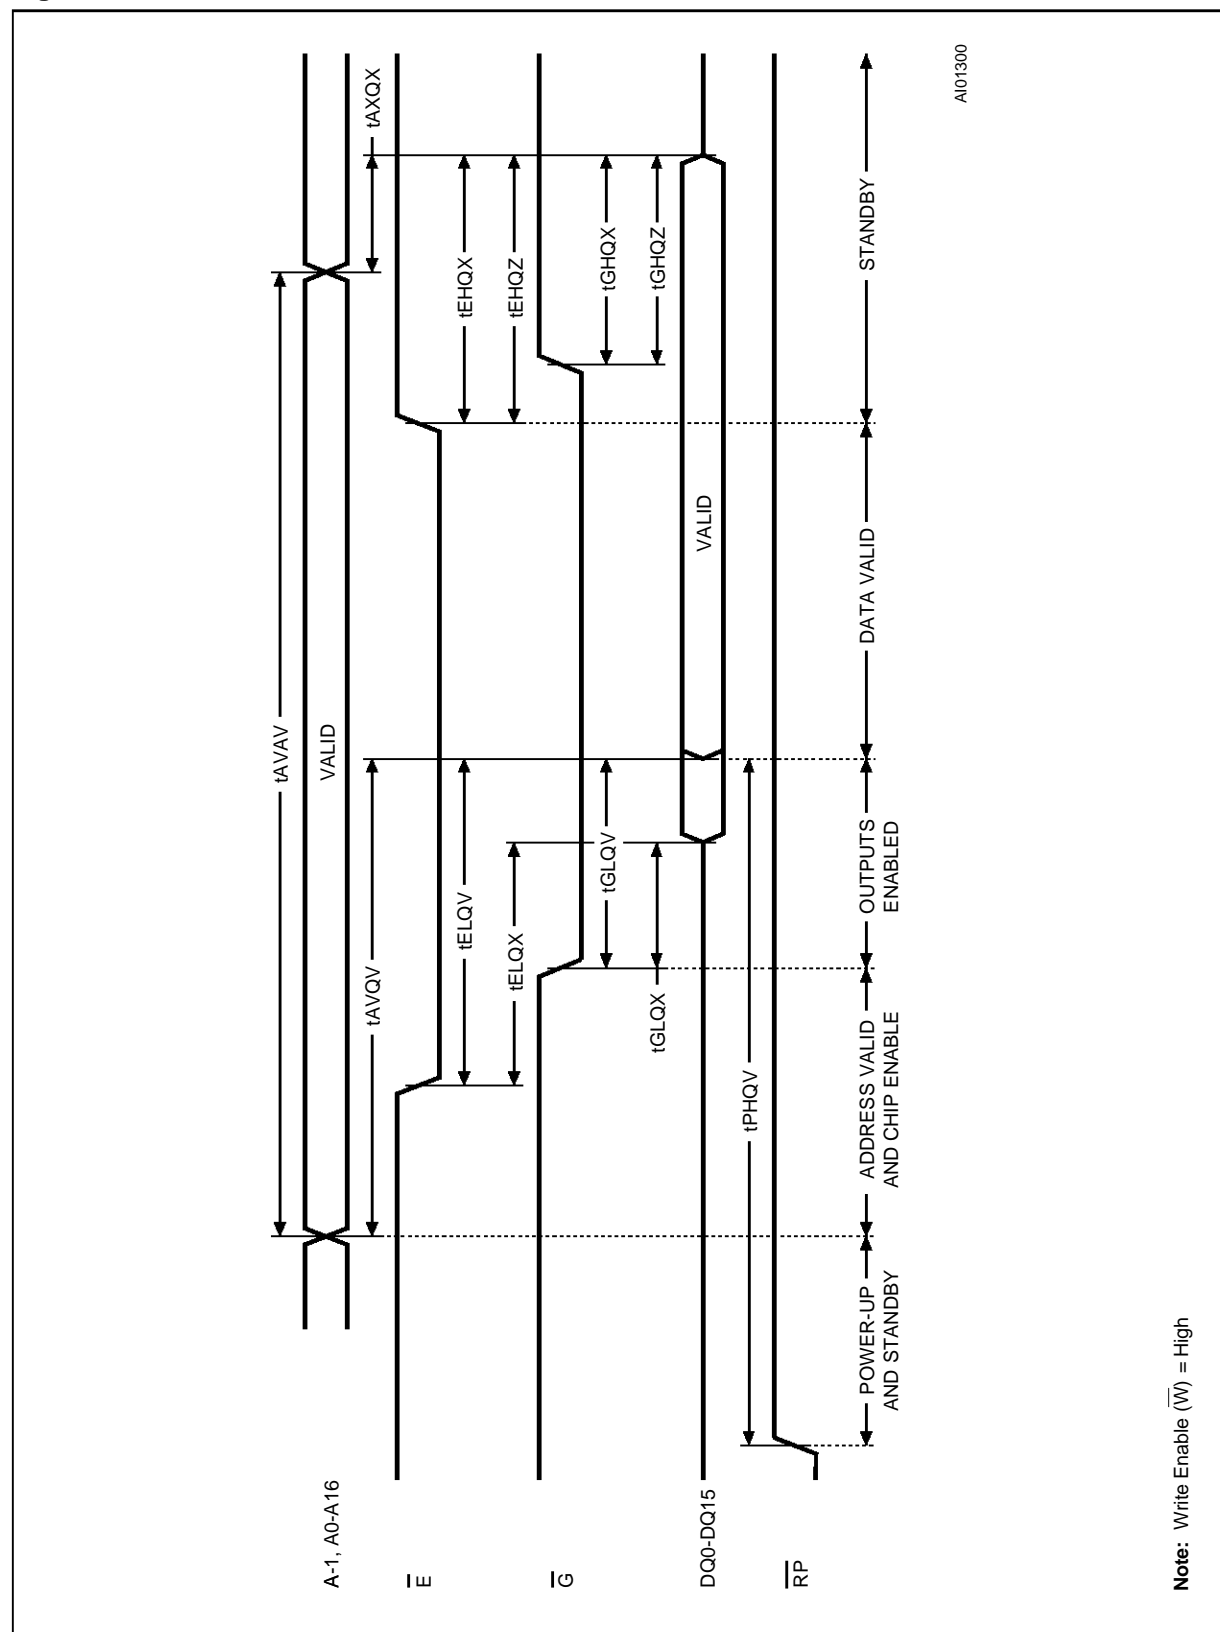 A-1, A0-A16
VALID
tAVAV
tAVQV
tAXQX
E
tELQV
tEHQX
tELQX
tEHQZ
G
tGLQV
tGHQX
tGLQX
tGHQZ
DQ0-DQ15
VALID
tPHQV
RP
POWER-UP
AND STANDBY
ADDRESS VALID
AND CHIP ENABLE
OUTPUTS
ENABLED
DATA VALID
STANDBY
AI01300
Note: Write Enable (W) = High